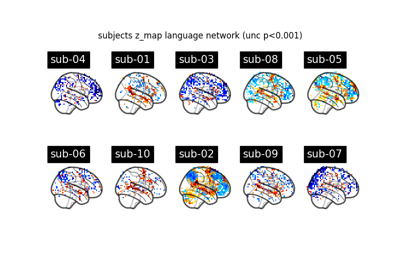 subjects z_map language network (unc p<0.001)
sub-04
sub-01
sub-03
sub-08
sub-05
sub-06
sub-10
sub-02
sub-09
sub-07